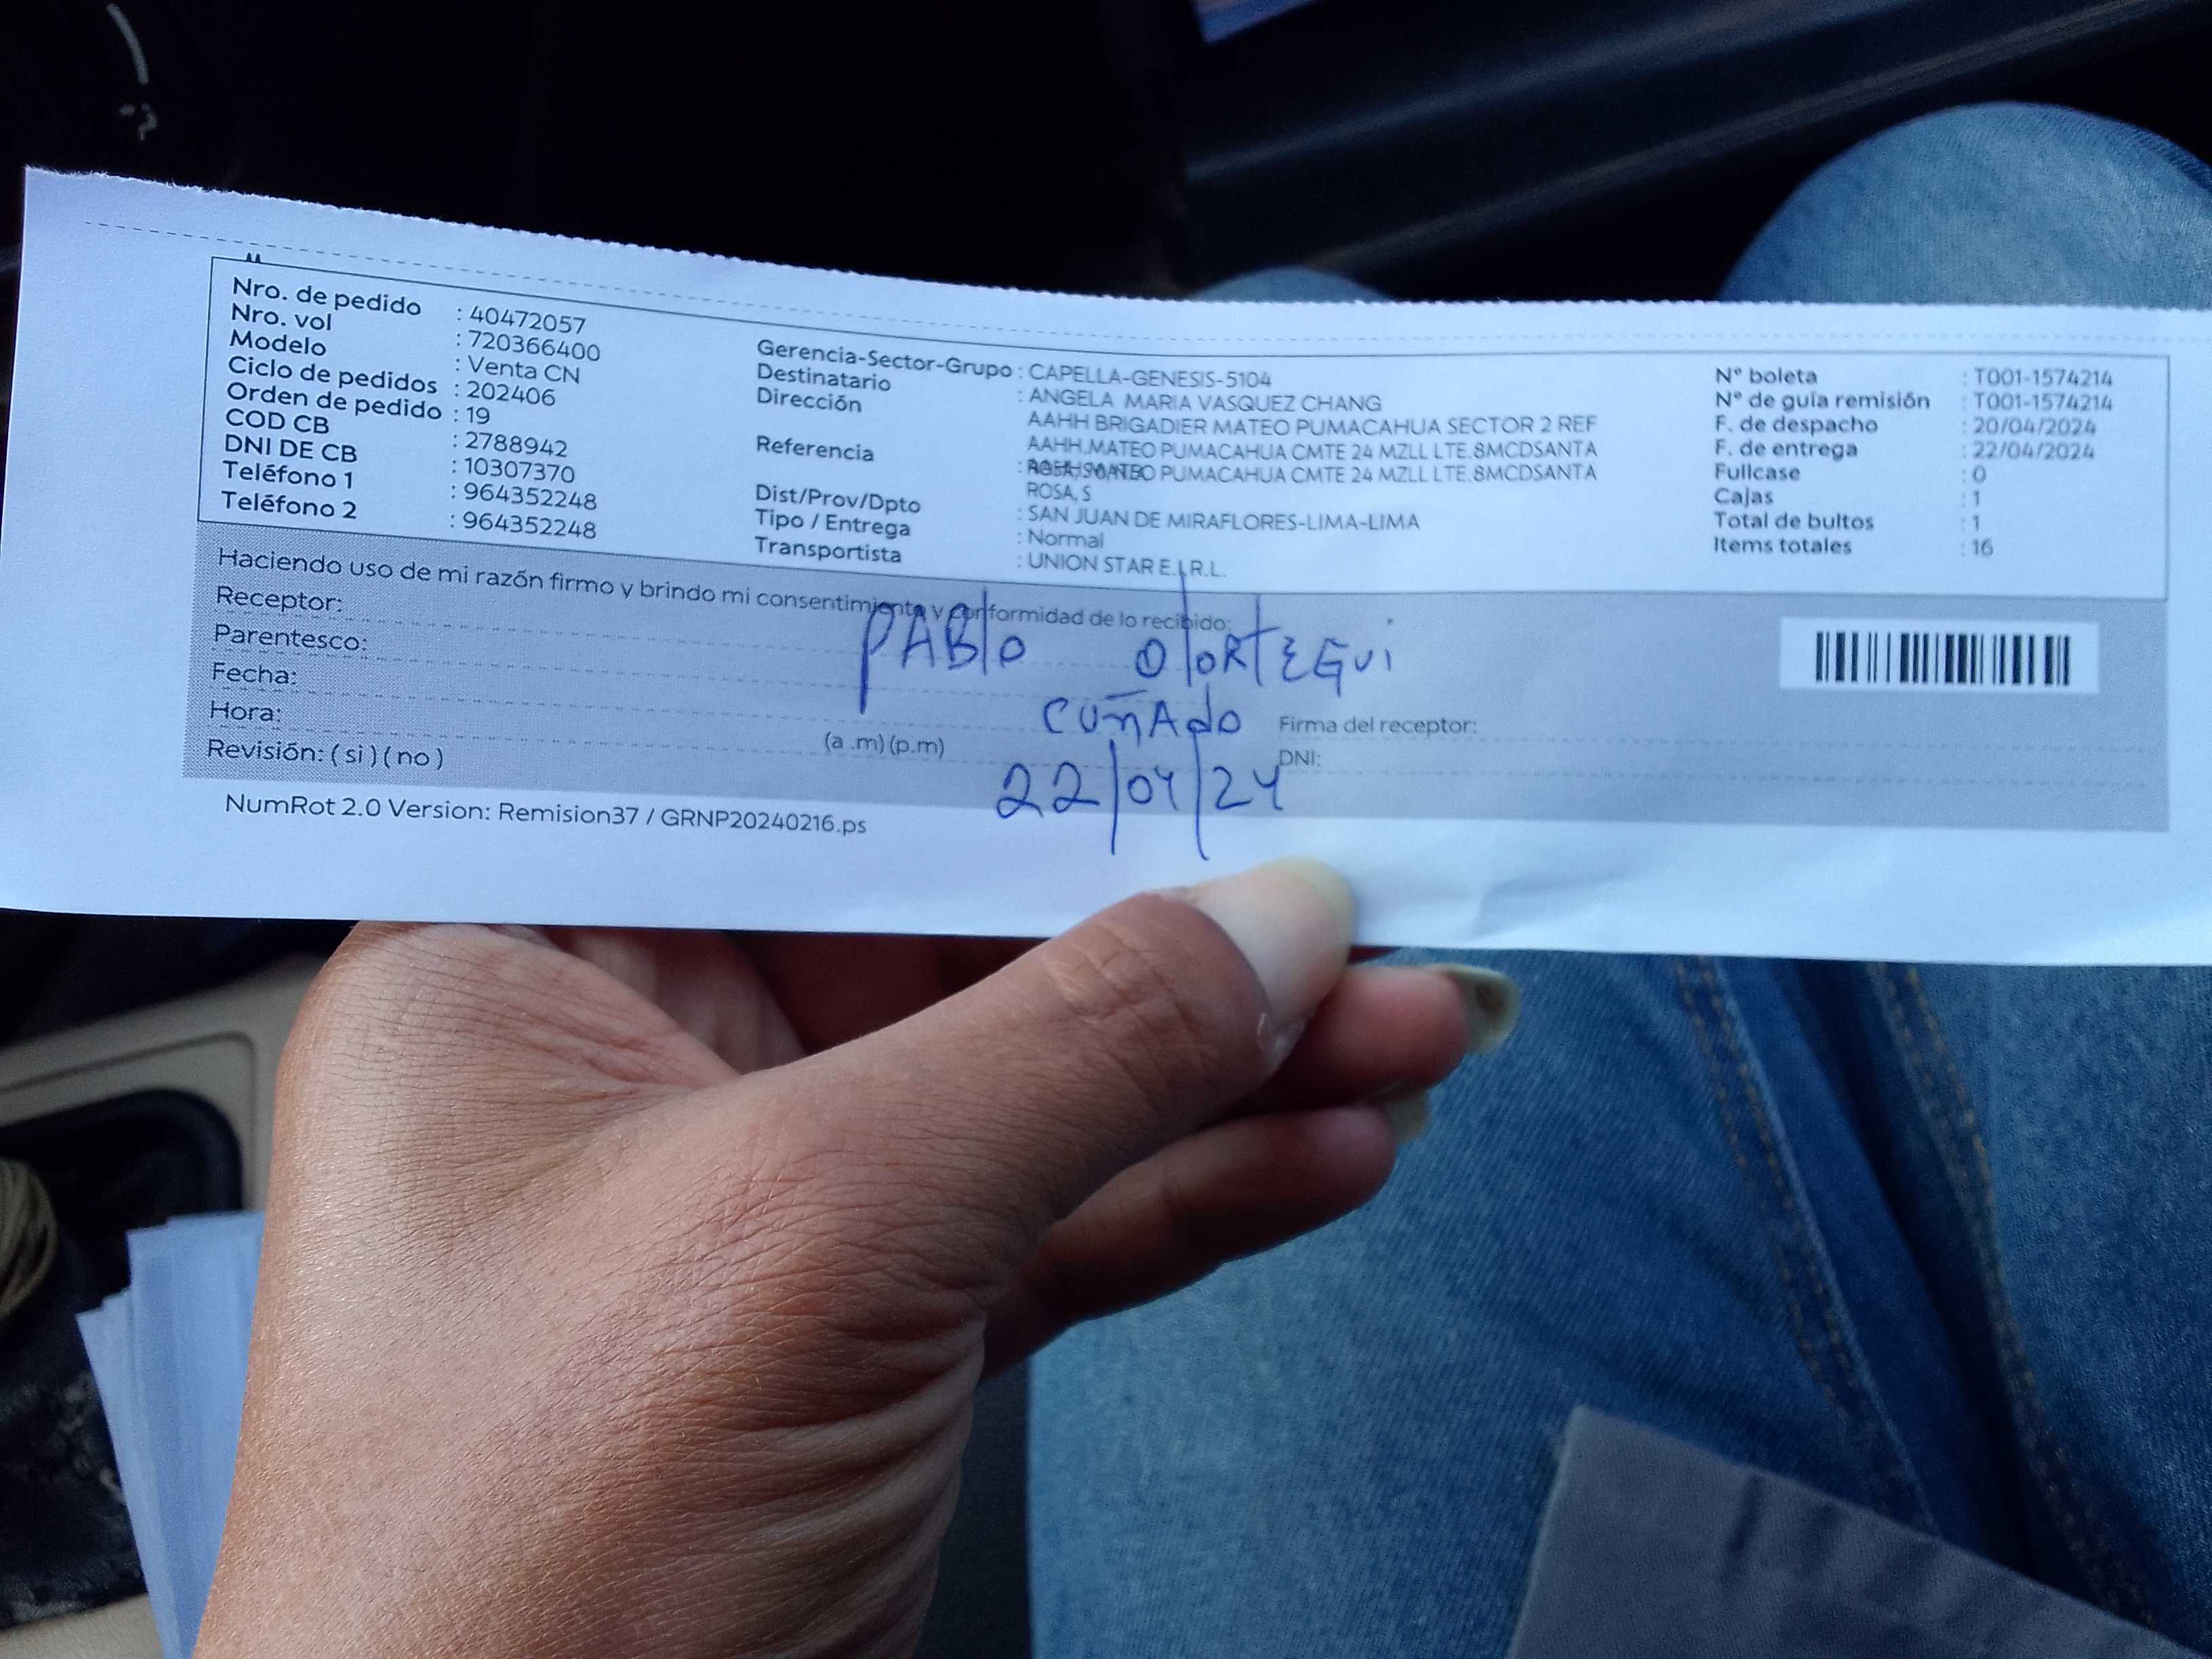 Nro. de pedido : 40472057
Nro. vol : 720366400
Modelo : Venta CN
Ciclo de pedidos : 202406
Orden de pedido : 19
COD CB : 2788942
DNI DE CB : 10307370
Teléfono 1 : 964352248
Teléfono 2 : 964352248
Gerencia-Sector-Grupo : CAPELLA-GENESIS-5104
Destinatario : ANGELA MARIA VASQUEZ CHANG
Dirección AAHH BRIGADIER MATEO PUMACAHUA SECTOR 2 REF
AAHH.MATEO PUMACAHUA CMTE 24 MZLL LTE.8MCDSANTA
Referencia : MATEO PUMACAHUA CMTE 24 MZLL LTE.8MCDSANTA
ROSA, S
Dist/Prov/Dpto : SAN JUAN DE MIRAFLORES-LIMA-LIMA
Tipo / Entrega : Normal
Transportista : UNION STAR E.I.R.L.
N° boleta : T001-1574214
N° de guía remisión : T001-1574214
F. de despacho : 20/04/2024
F. de entrega : 22/04/2024
Fullcase : 0
Cajas : 1
Total de bultos : 1
Items totales : 16
Haciendo uso de mi razón firmo y brindo mi consentimiento y conformidad de lo recibido:
Receptor: PABlo OlORTEGUi
Parentesco: CUñAdo
Fecha: 22/04/24
Hora: (a .m) (p.m)
Revisión: ( si ) ( no )
Firma del receptor:
DNI:
NumRot 2.0 Version: Remision37 / GRNP20240216.ps